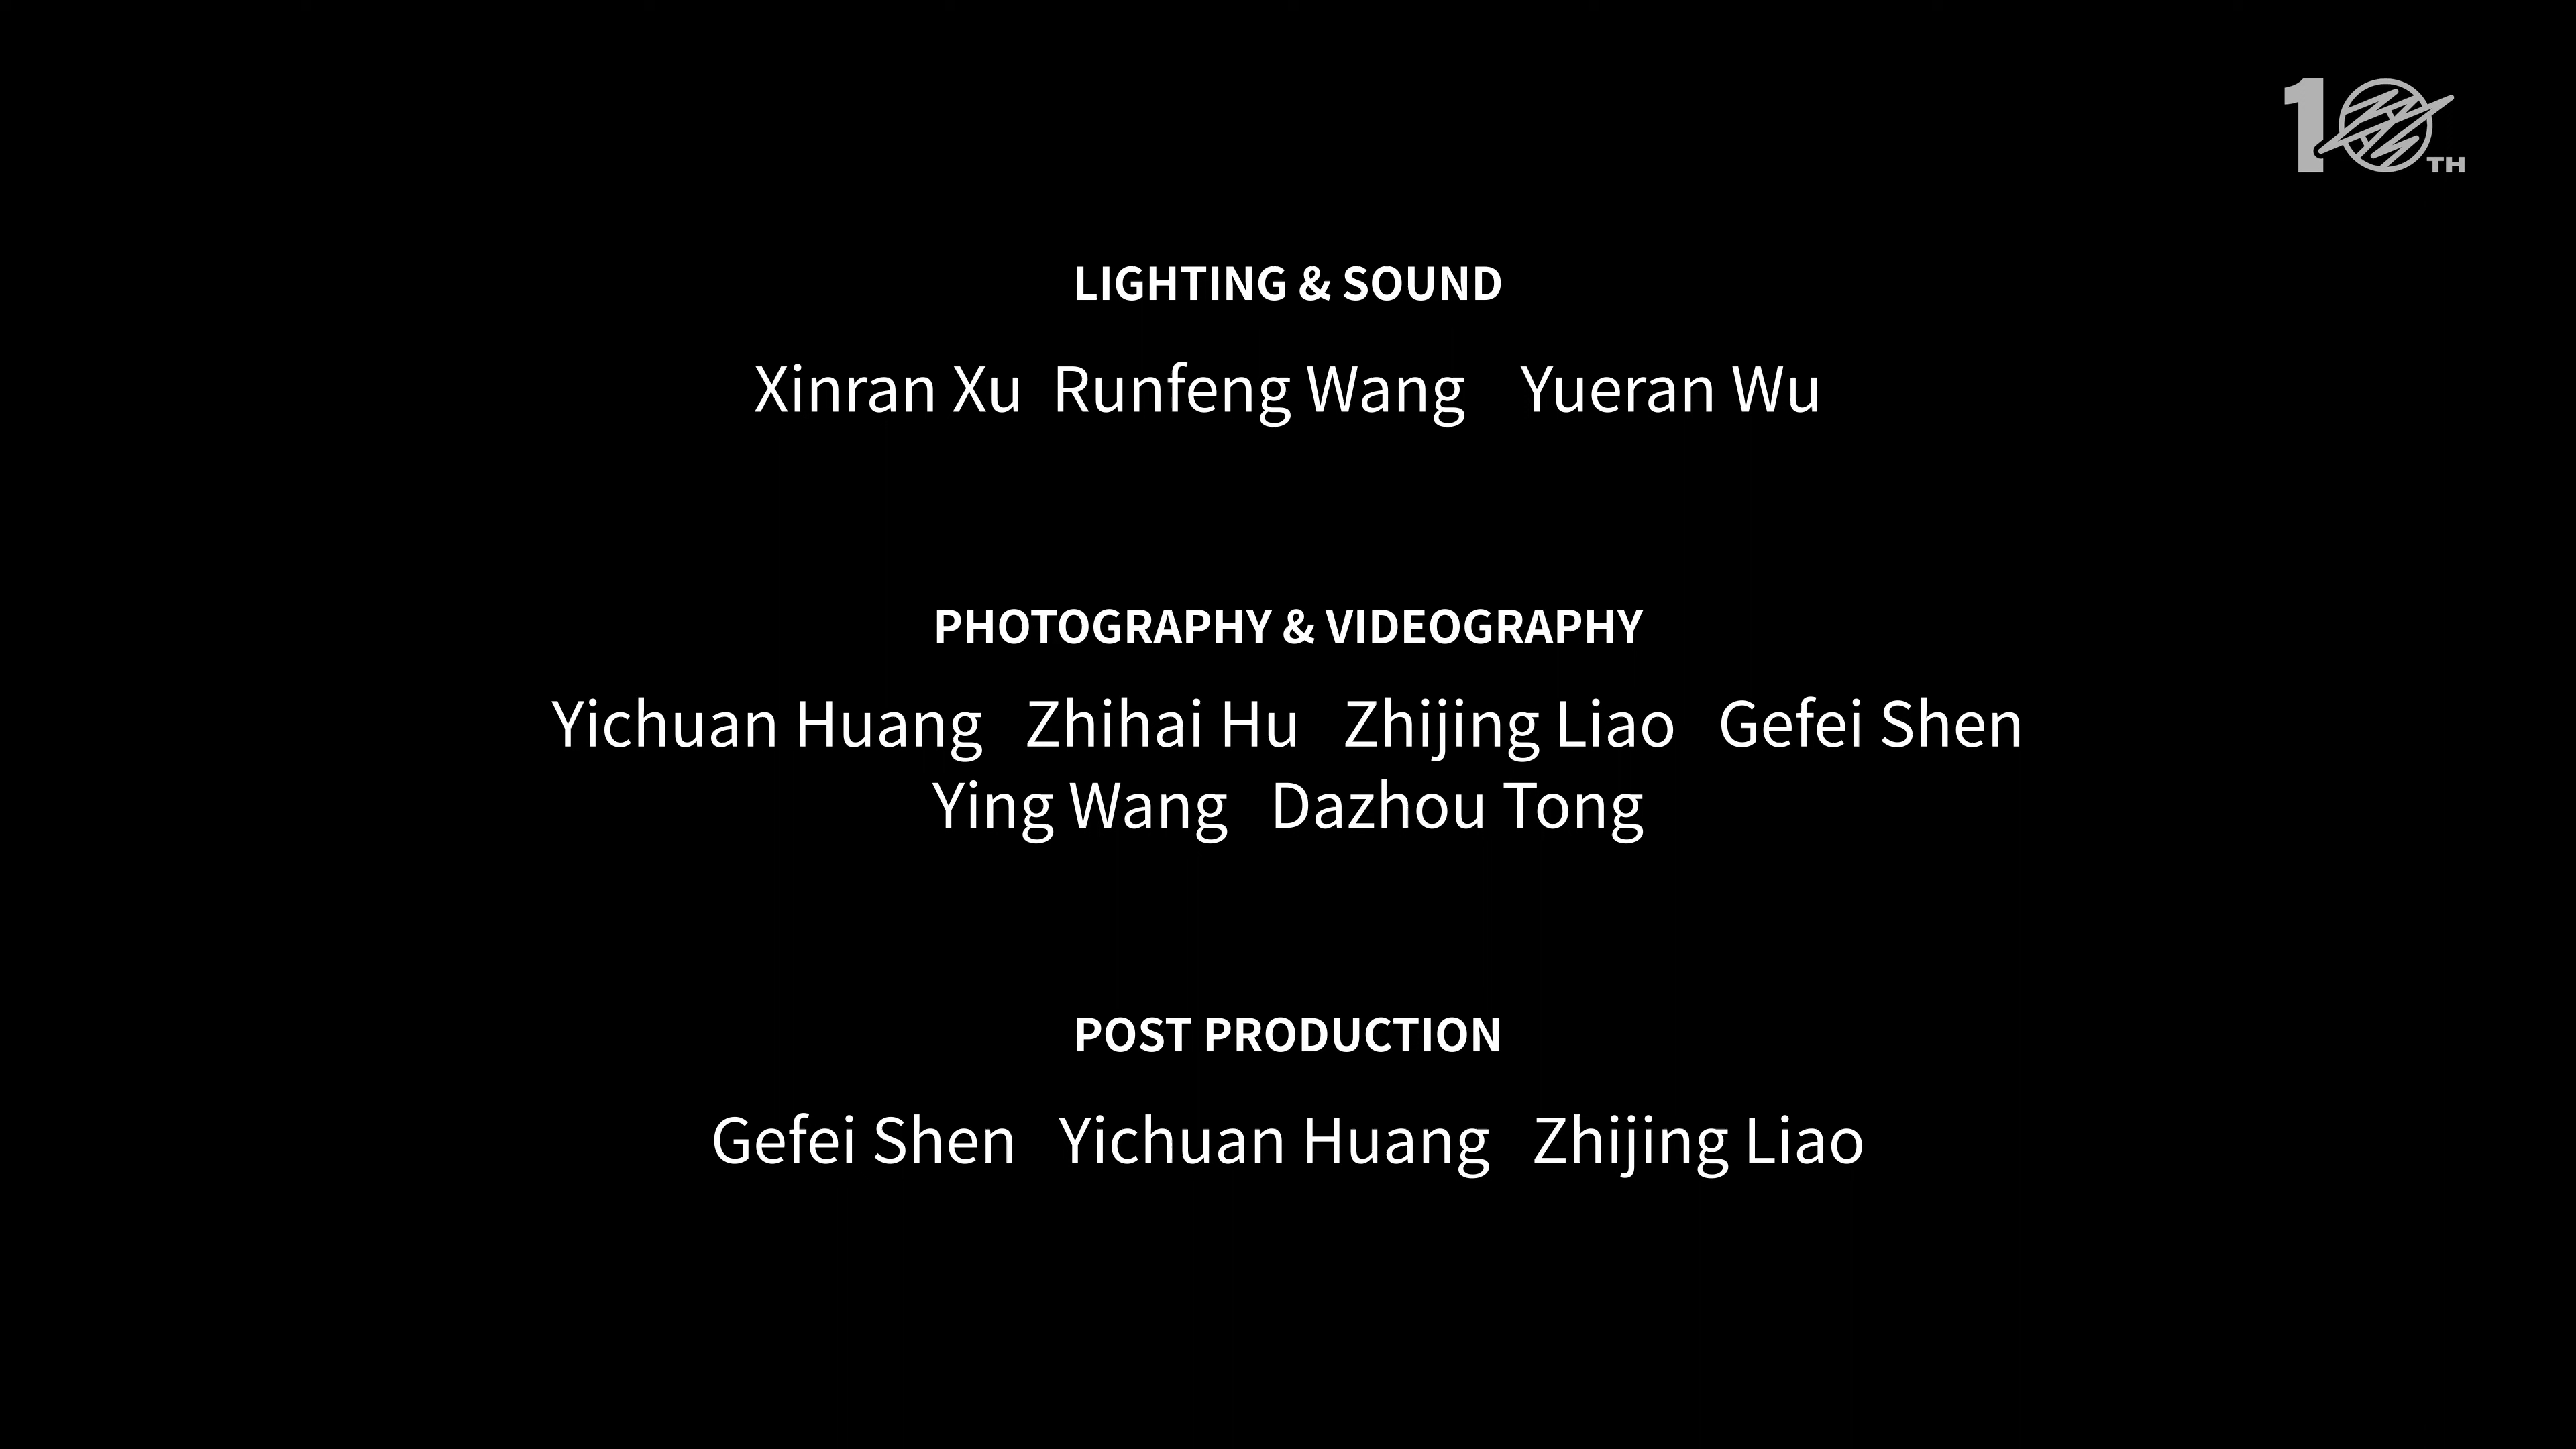 10TH
LIGHTING & SOUND
Xinran Xu Runfeng Wang Yueran Wu
PHOTOGRAPHY & VIDEOGRAPHY
Yichuan Huang Zhihai Hu Zhijing Liao Gefei Shen
Ying Wang Dazhou Tong
POST PRODUCTION
Gefei Shen Yichuan Huang Zhijing Liao